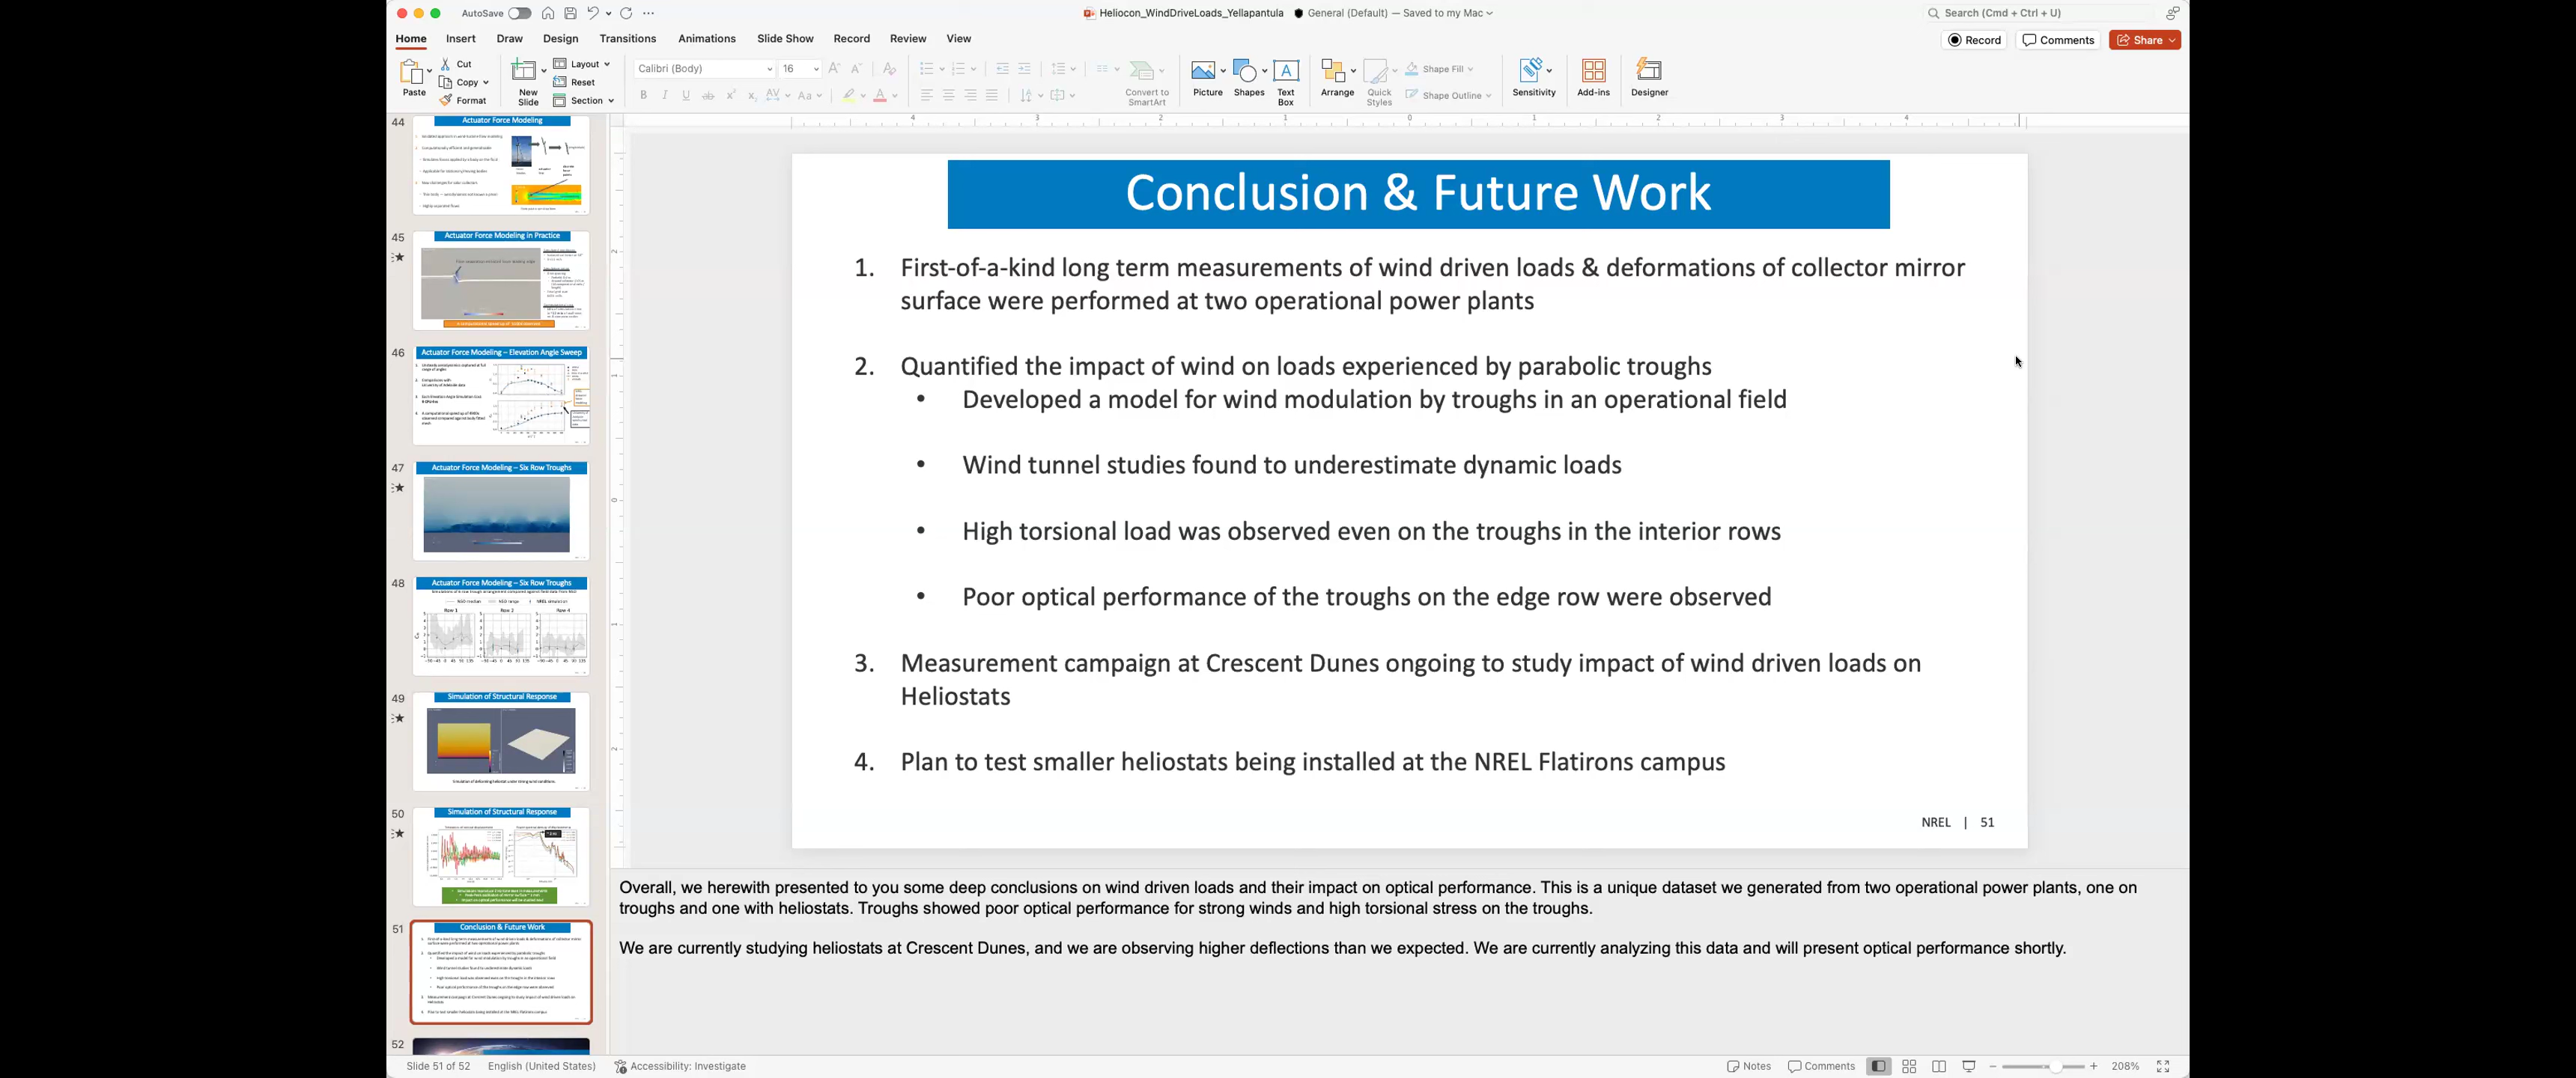 AutoSave
Heliocon_WindDriveLoads_Yellapantula
General (Default) — Saved to my Mac
Search (Cmd + Ctrl + U)
Home
Insert
Draw
Design
Transitions
Animations
Slide Show
Record
Review
View
Record
Comments
Share
Paste
Cut
Copy
Format
New Slide
Layout
Reset
Section
Calibri (Body)
16
Convert to SmartArt
Picture
Shapes
Text Box
Arrange
Quick Styles
Shape Fill
Shape Outline
Sensitivity
Add-ins
Designer
44
Actuator Force Modeling
45
Actuator Force Modeling in Practice
46
Actuator Force Modeling – Elevation Angle Sweep
47
Actuator Force Modeling – Six Row Troughs
48
Actuator Force Modeling – Six Row Troughs
Row 1
Row 4
49
Simulation of Structural Response
50
Simulation of Structural Response
51
Conclusion & Future Work
52
Conclusion & Future Work
1. First-of-a-kind long term measurements of wind driven loads & deformations of collector mirror
surface were performed at two operational power plants
2. Quantified the impact of wind on loads experienced by parabolic troughs
• Developed a model for wind modulation by troughs in an operational field
• Wind tunnel studies found to underestimate dynamic loads
• High torsional load was observed even on the troughs in the interior rows
• Poor optical performance of the troughs on the edge row were observed
3. Measurement campaign at Crescent Dunes ongoing to study impact of wind driven loads on
Heliostats
4. Plan to test smaller heliostats being installed at the NREL Flatirons campus
NREL | 51
Overall, we herewith presented to you some deep conclusions on wind driven loads and their impact on optical performance. This is a unique dataset we generated from two operational power plants, one on
troughs and one with heliostats. Troughs showed poor optical performance for strong winds and high torsional stress on the troughs.
We are currently studying heliostats at Crescent Dunes, and we are observing higher deflections than we expected. We are currently analyzing this data and will present optical performance shortly.
Slide 51 of 52
English (United States)
Accessibility: Investigate
Notes
Comments
208%